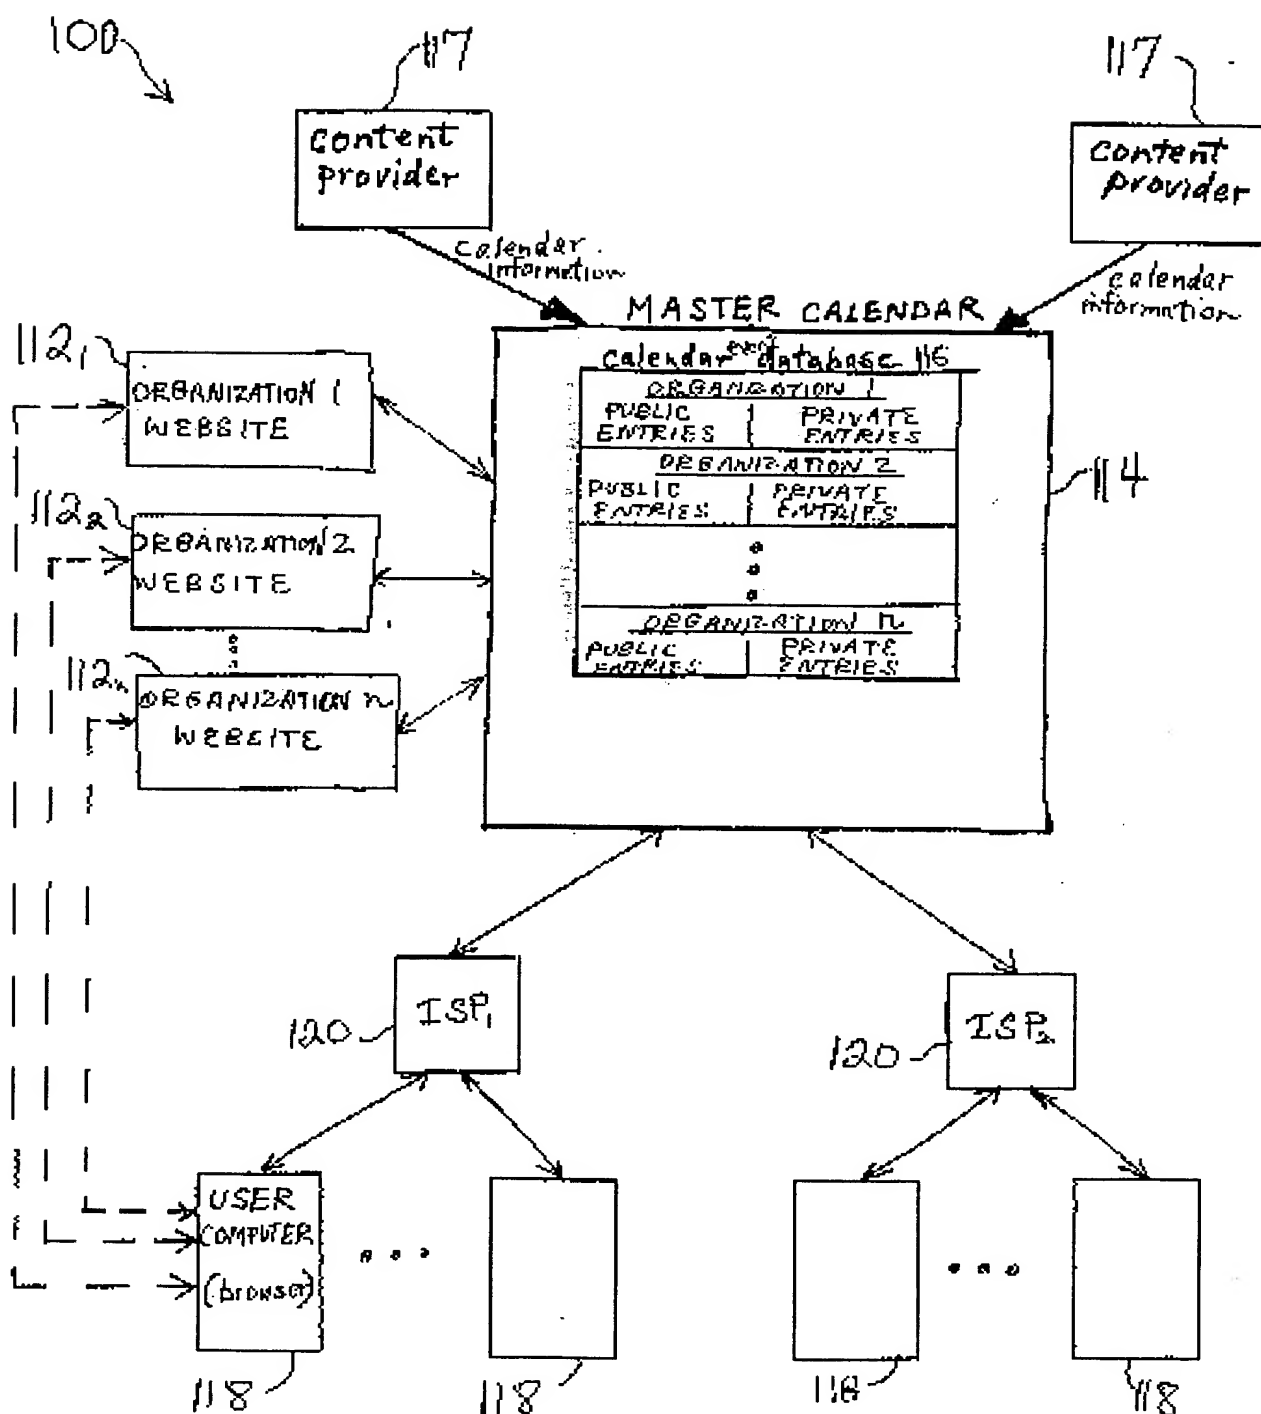 100
117
117
content
provider
content
provider
calendar
information
calendar
information
MASTER CALENDAR
112₁
ORGANIZATION 1
WEBSITE
event
calendar database 116
ORGANIZATION 1
PUBLIC ENTRIES
PRIVATE ENTRIES
ORGANIZATION 2
PUBLIC ENTRIES
PRIVATE ENTRIES
ORGANIZATION n
PUBLIC ENTRIES
PRIVATE ENTRIES
114
112₂
ORGANIZATION 2
WEBSITE
112ₙ
ORGANIZATION n
WEBSITE
120
ISP₁
120
ISP₂
USER
COMPUTER
(browser)
118
118
118
118